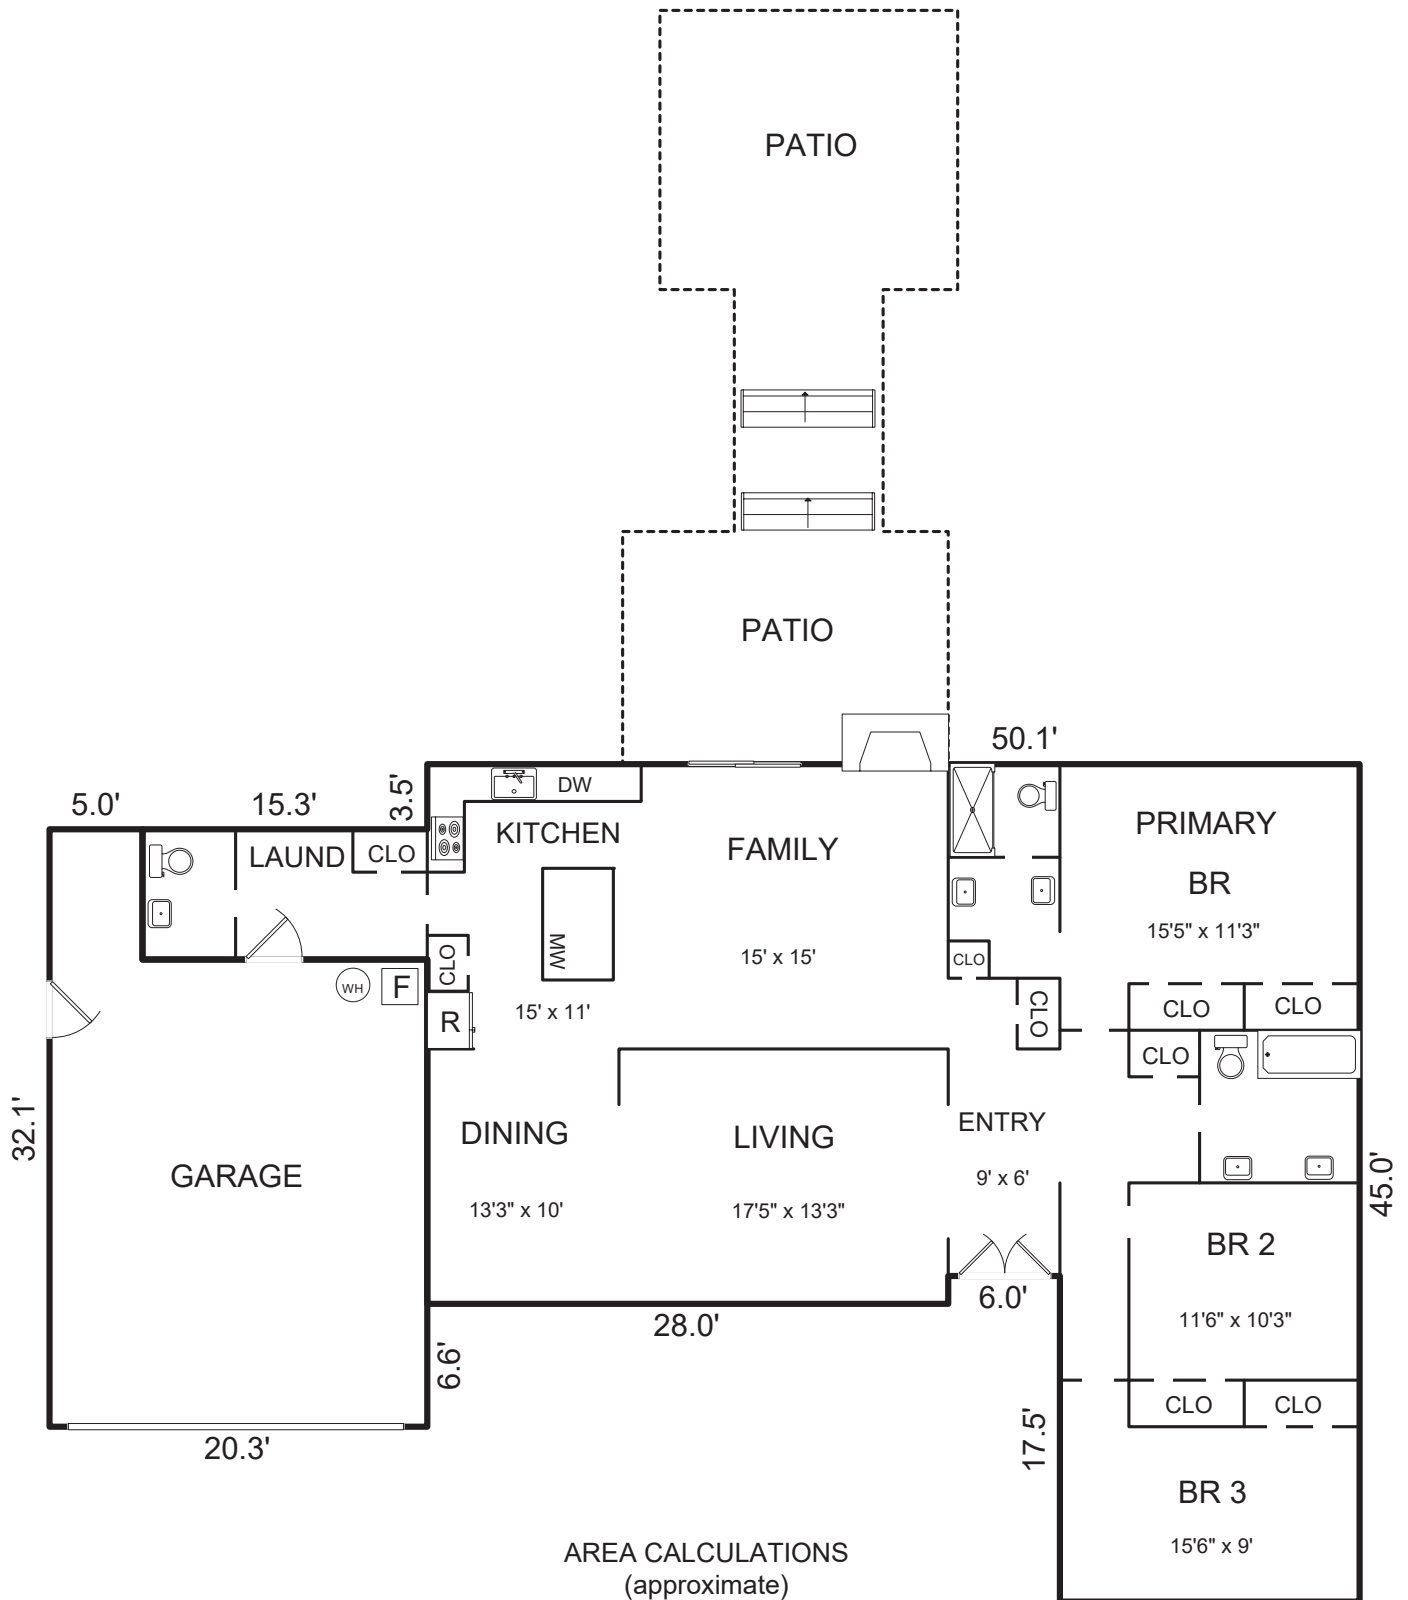 PATIO
PATIO
50.1'
5.0'
15.3'
3.5'
DW
KITCHEN
LAUND
CLO
FAMILY
PRIMARY
BR
15'5" x 11'3"
MW
15' x 15'
CLO
CLO
WH
F
R
15' x 11'
CLO
CLO
CLO
CLO
32.1'
GARAGE
DINING
13'3" x 10'
LIVING
17'5" x 13'3"
ENTRY
9' x 6'
45.0'
BR 2
11'6" x 10'3"
6.0'
28.0'
6.6'
CLO
CLO
20.3'
17.5'
BR 3
15'6" x 9'
AREA CALCULATIONS
(approximate)